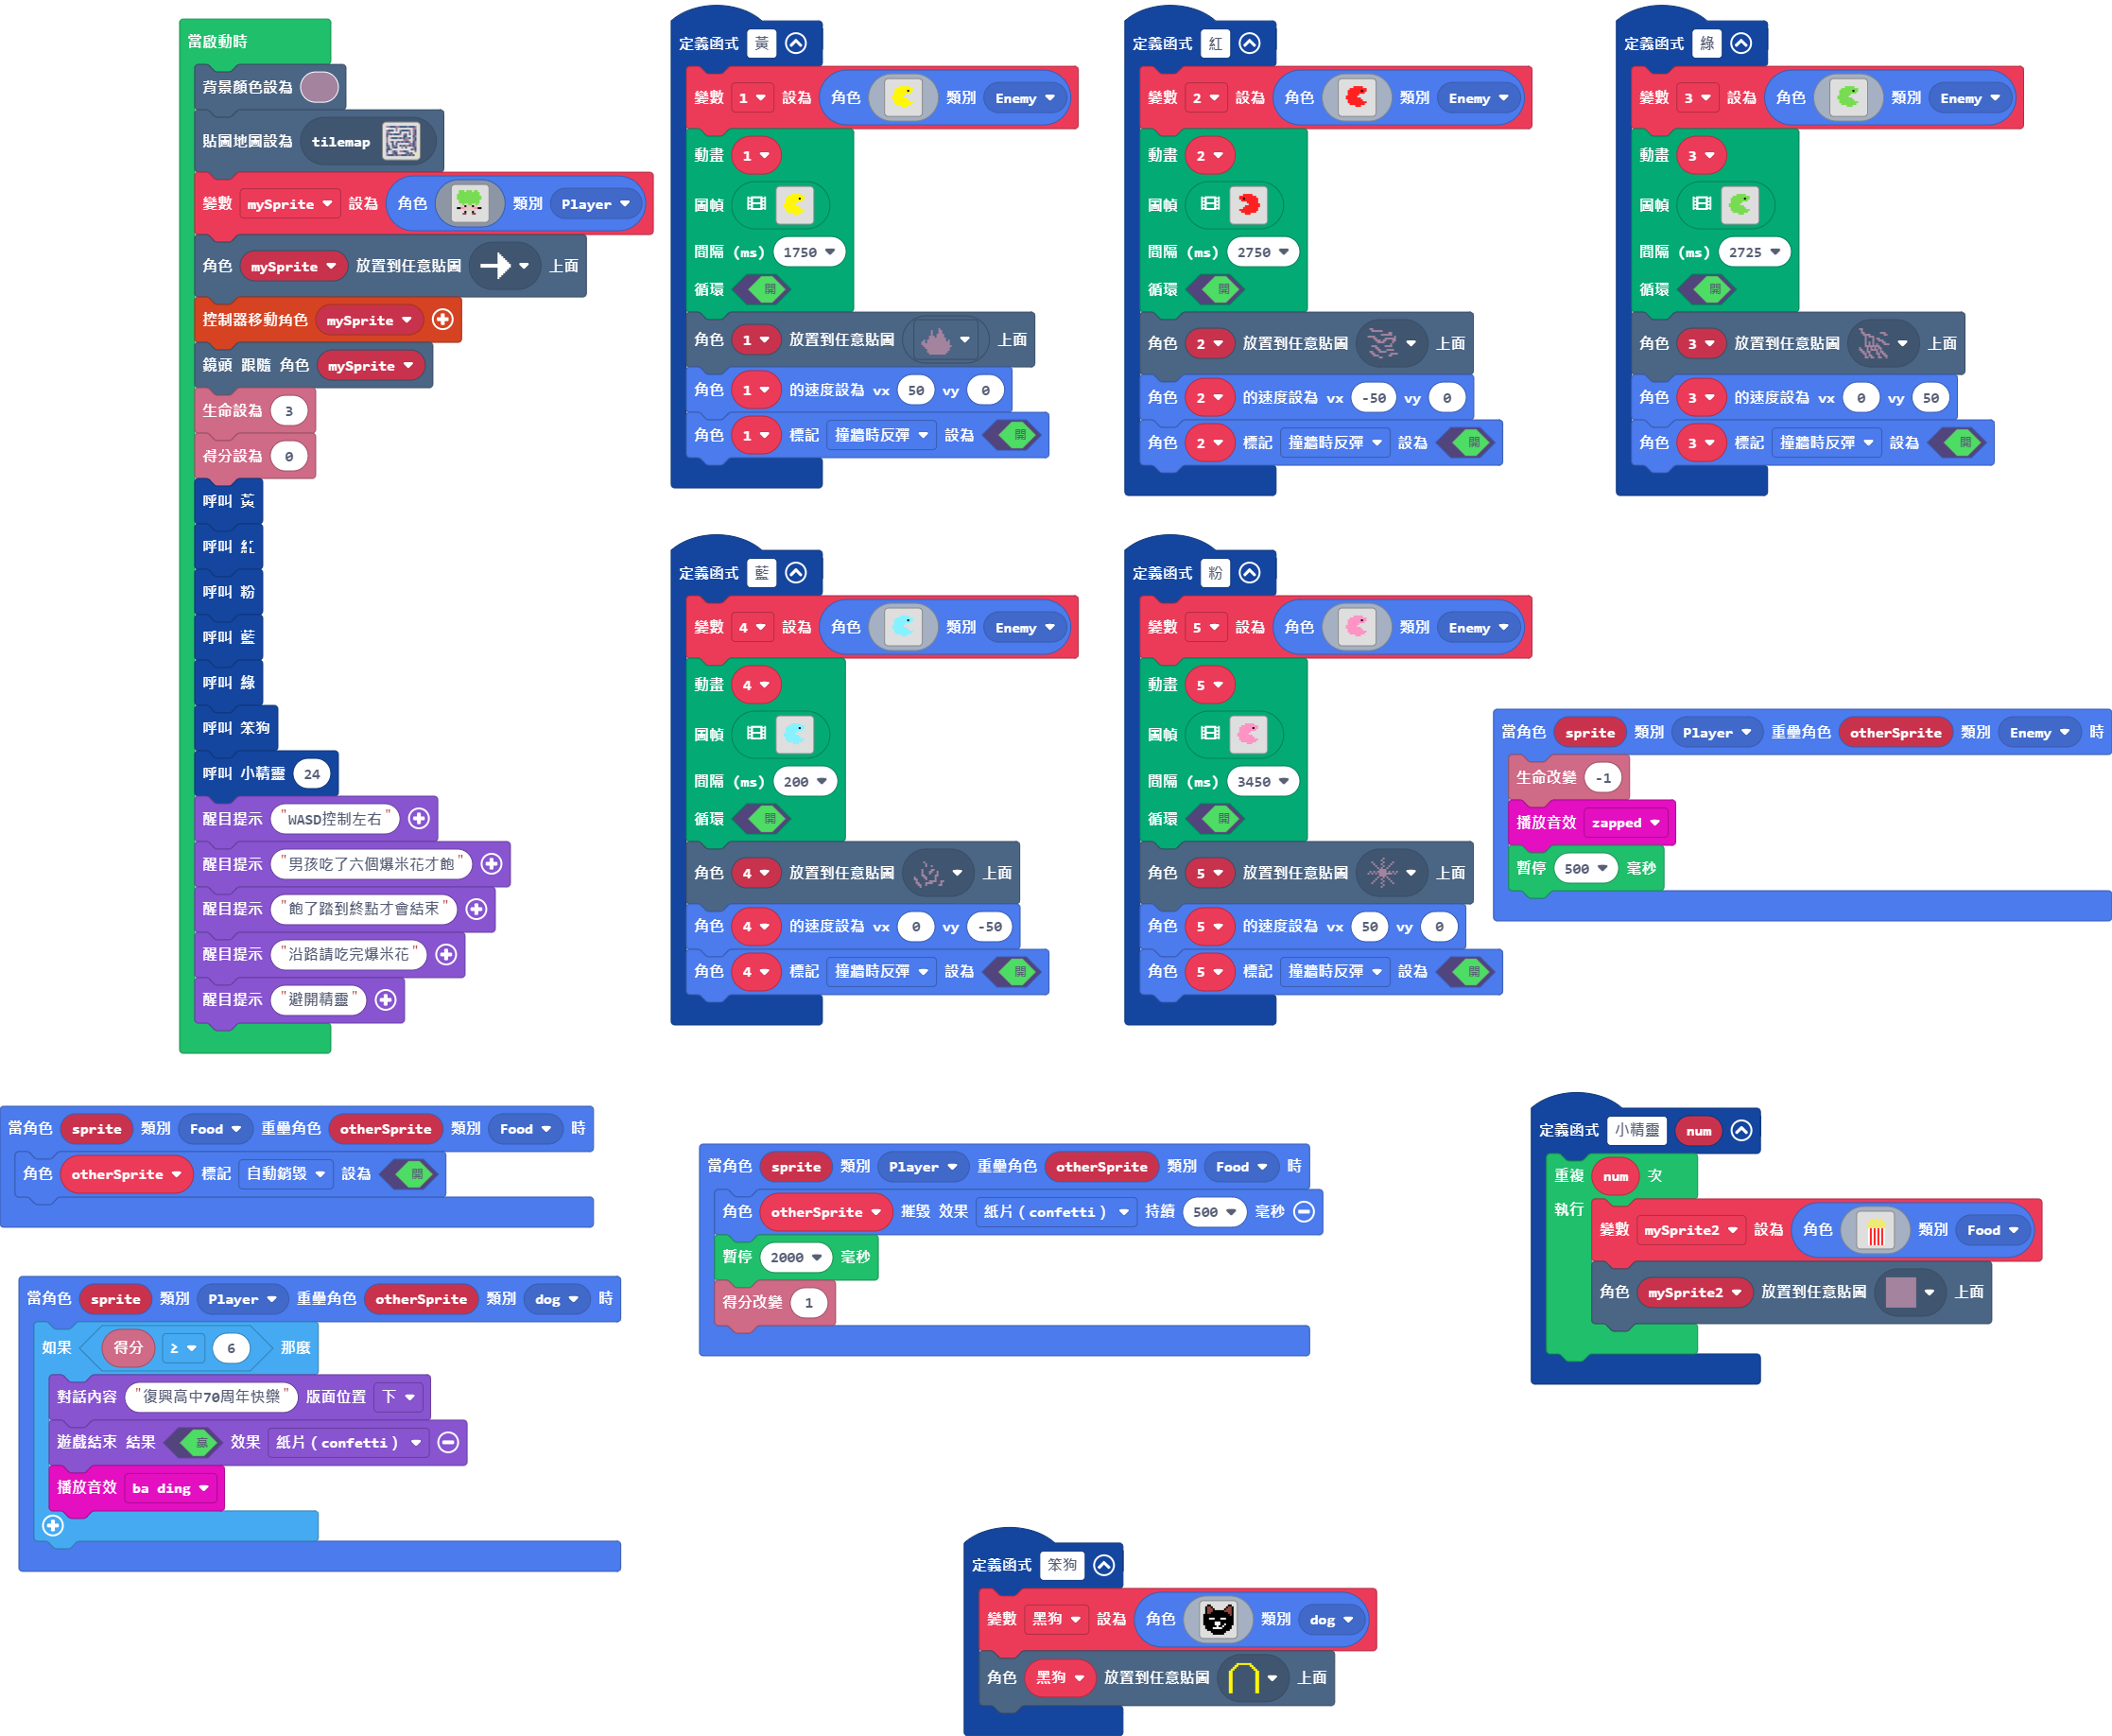 當啟動時
背景顏色設為
貼圖地圖設為 tilemap
變數 mySprite 設為 角色 類別 Player
角色 mySprite 放置到任意貼圖 上面
控制器移動角色 mySprite
鏡頭 跟隨 角色 mySprite
生命設為 3
得分設為 0
呼叫 黃
呼叫 紅
呼叫 粉
呼叫 藍
呼叫 綠
呼叫 笨狗
呼叫 小精靈 24
醒目提示 "WASD控制左右"
醒目提示 "男孩吃了六個爆米花才飽"
醒目提示 "飽了踏到終點才會結束"
醒目提示 "沿路請吃完爆米花"
醒目提示 "避開精靈"
定義函式 黃
變數 1 設為 角色 類別 Enemy
動畫 1
圖幀
間隔 (ms) 1750
循環 開
角色 1 放置到任意貼圖 上面
角色 1 的速度設為 vx 50 vy 0
角色 1 標記 撞牆時反彈 設為 開
定義函式 紅
變數 2 設為 角色 類別 Enemy
動畫 2
圖幀
間隔 (ms) 2750
循環 開
角色 2 放置到任意貼圖 上面
角色 2 的速度設為 vx -50 vy 0
角色 2 標記 撞牆時反彈 設為 開
定義函式 綠
變數 3 設為 角色 類別 Enemy
動畫 3
圖幀
間隔 (ms) 2725
循環 開
角色 3 放置到任意貼圖 上面
角色 3 的速度設為 vx 0 vy 50
角色 3 標記 撞牆時反彈 設為 開
定義函式 藍
變數 4 設為 角色 類別 Enemy
動畫 4
圖幀
間隔 (ms) 200
循環 開
角色 4 放置到任意貼圖 上面
角色 4 的速度設為 vx 0 vy -50
角色 4 標記 撞牆時反彈 設為 開
定義函式 粉
變數 5 設為 角色 類別 Enemy
動畫 5
圖幀
間隔 (ms) 3450
循環 開
角色 5 放置到任意貼圖 上面
角色 5 的速度設為 vx 50 vy 0
角色 5 標記 撞牆時反彈 設為 開
當角色 sprite 類別 Player 重疊角色 otherSprite 類別 Enemy 時
生命改變 -1
播放音效 zapped
暫停 500 毫秒
當角色 sprite 類別 Food 重疊角色 otherSprite 類別 Food 時
角色 otherSprite 標記 自動銷毀 設為 開
當角色 sprite 類別 Player 重疊角色 otherSprite 類別 Food 時
角色 otherSprite 摧毀 效果 紙片(confetti) 持續 500 毫秒
暫停 2000 毫秒
得分改變 1
定義函式 小精靈 num
重複 num 次
執行
變數 mySprite2 設為 角色 類別 Food
角色 mySprite2 放置到任意貼圖 上面
當角色 sprite 類別 Player 重疊角色 otherSprite 類別 dog 時
如果 得分 ≥ 6 那麼
對話內容 "復興高中70周年快樂" 版面位置 下
遊戲結束 結果 贏 效果 紙片(confetti)
播放音效 ba ding
定義函式 笨狗
變數 黑狗 設為 角色 類別 dog
角色 黑狗 放置到任意貼圖 上面